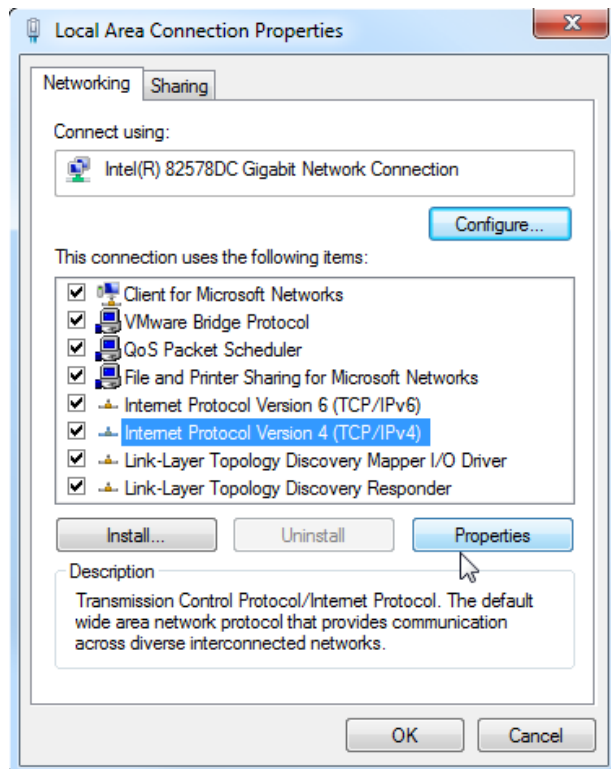 Local Area Connection Properties
Networking
Sharing
Connect using:
Intel(R) 82578DC Gigabit Network Connection
Configure...
This connection uses the following items:
Client for Microsoft Networks
VMware Bridge Protocol
QoS Packet Scheduler
File and Printer Sharing for Microsoft Networks
Internet Protocol Version 6 (TCP/IPv6)
Internet Protocol Version 4 (TCP/IPv4)
Link-Layer Topology Discovery Mapper I/O Driver
Link-Layer Topology Discovery Responder
Install...
Uninstall
Properties
Description
Transmission Control Protocol/Internet Protocol. The default
wide area network protocol that provides communication
across diverse interconnected networks.
OK
Cancel